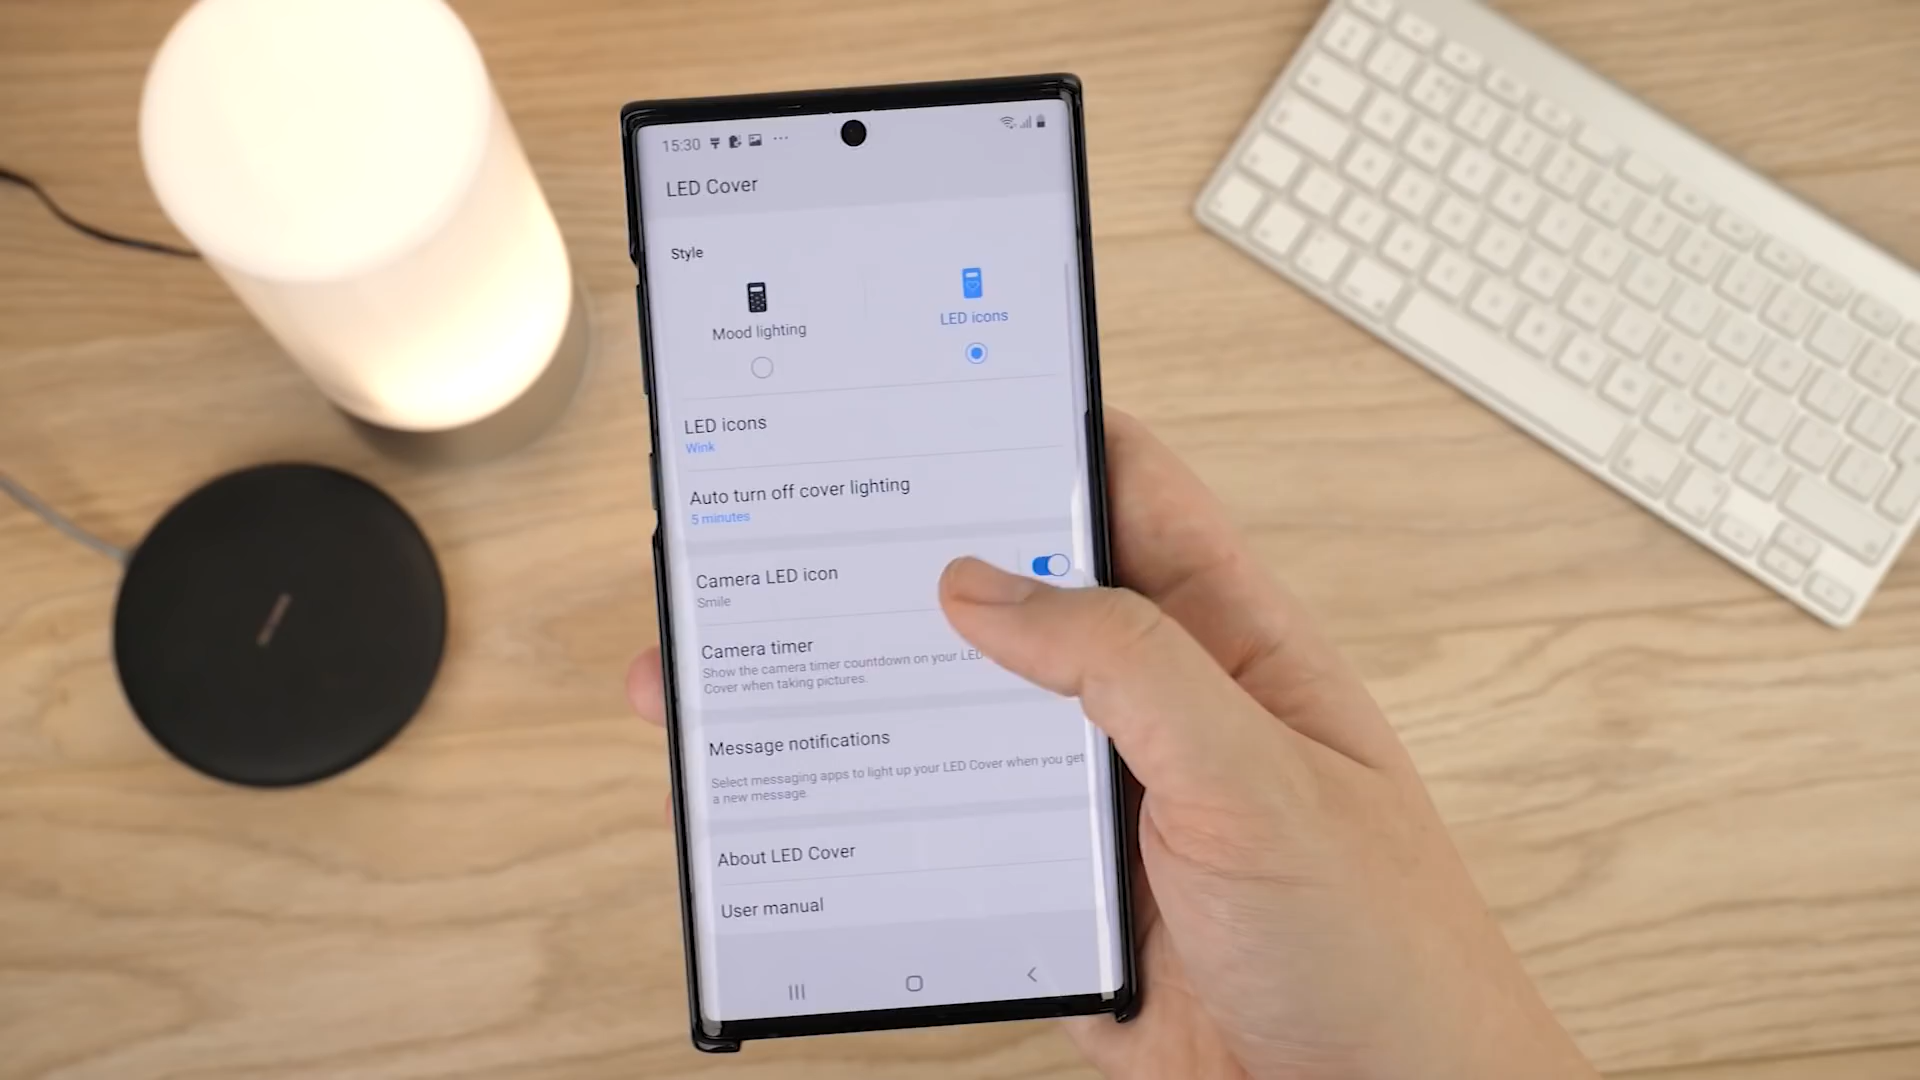 15:30
LED Cover
Style
Mood lighting
LED icons
LED icons
Wink
Auto turn off cover lighting
5 minutes
Camera LED icon
Smile
Camera timer
Show the camera timer countdown on your LED
Cover when taking pictures.
Message notifications
Select messaging apps to light up your LED Cover when you get
a new message.
About LED Cover
User manual